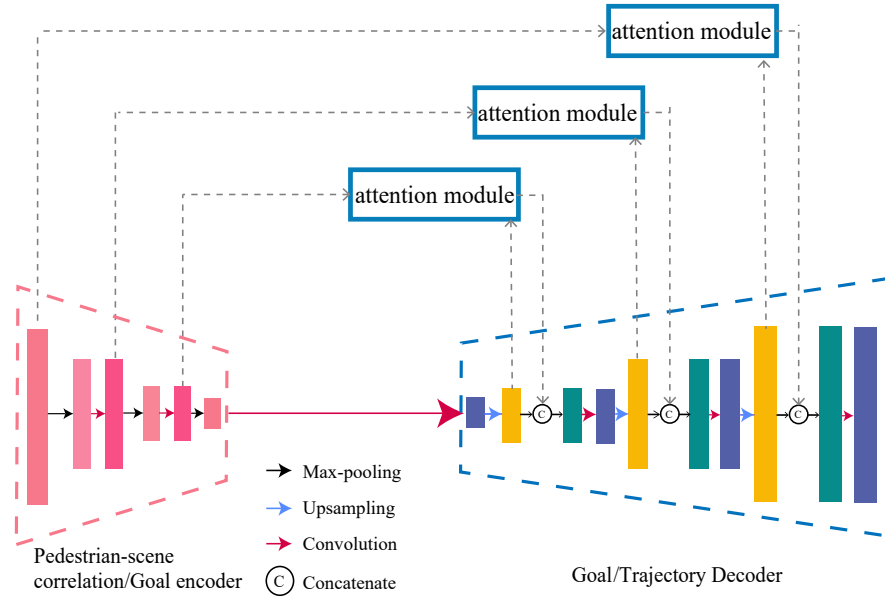 attention module
attention module
attention module
C
C
C
Max-pooling
Upsampling
Convolution
C Concatenate
Pedestrian-scene
correlation/Goal encoder
Goal/Trajectory Decoder